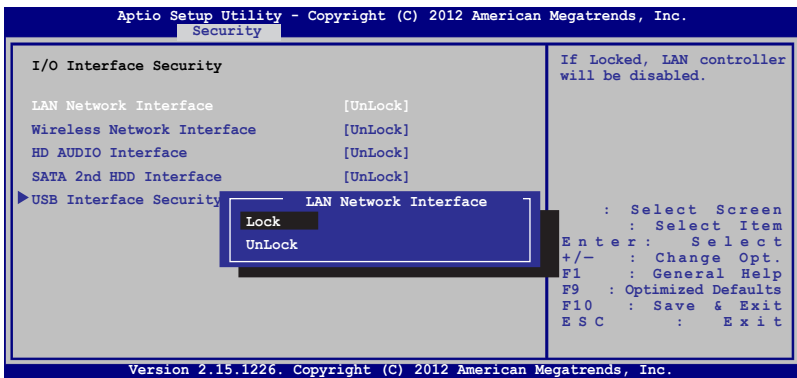 Aptio Setup Utility - Copyright (C) 2012 American Megatrends, Inc.
Security
I/O Interface Security
LAN Network Interface [UnLock]
Wireless Network Interface [UnLock]
HD AUDIO Interface [UnLock]
SATA 2nd HDD Interface [UnLock]
USB Interface Security
LAN Network Interface
Lock
UnLock
If Locked, LAN controller
will be disabled.
: Select Screen
: Select Item
Enter: Select
+/— : Change Opt.
F1 : General Help
F9 : Optimized Defaults
F10 : Save & Exit
ESC : Exit
Version 2.15.1226. Copyright (C) 2012 American Megatrends, Inc.